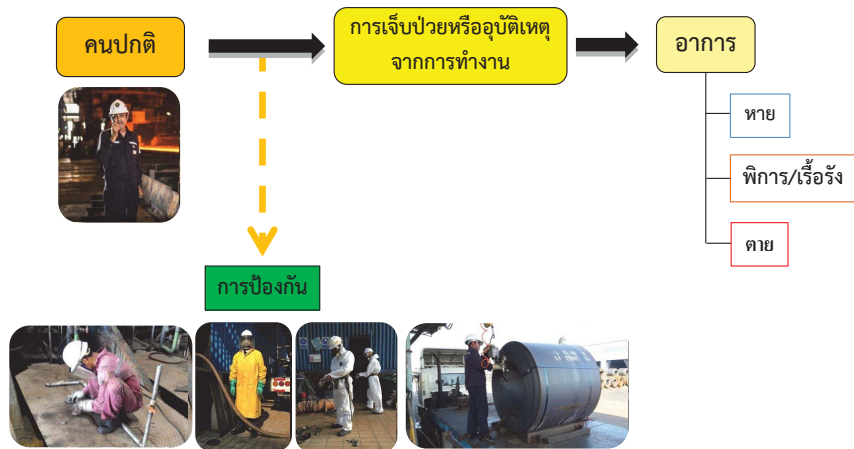 คนปกติ
การเจ็บป่วยหรืออุบัติเหตุ
จากการทำงาน
อาการ
หาย
พิการ/เรื้อรัง
ตาย
การป้องกัน